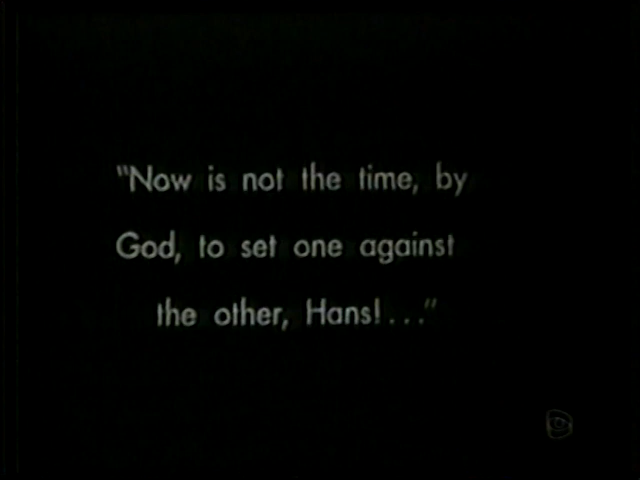 "Now is not the time, by
God, to set one against
the other, Hans!..."